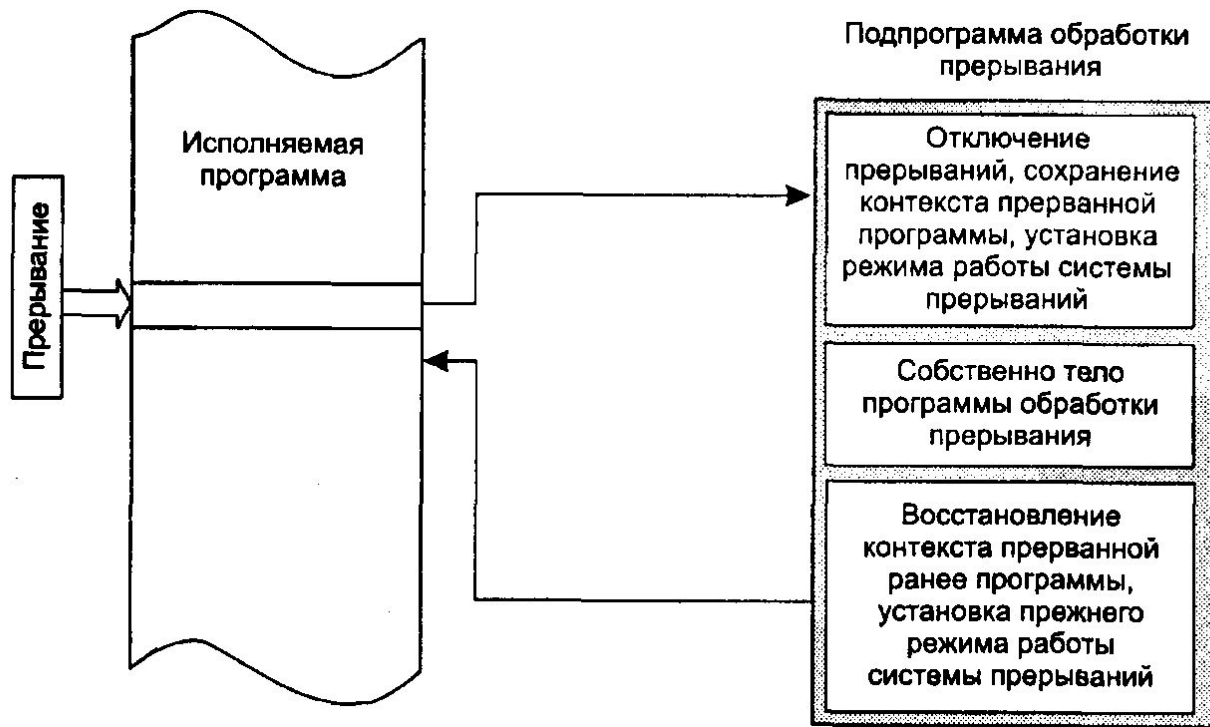 Прерывание
Исполняемая
программа
Подпрограмма обработки
прерывания
Отключение
прерываний, сохранение
контекста прерванной
программы, установка
режима работы системы
прерываний
Собственно тело
программы обработки
прерывания
Восстановление
контекста прерванной
ранее программы,
установка прежнего
режима работы
системы прерываний